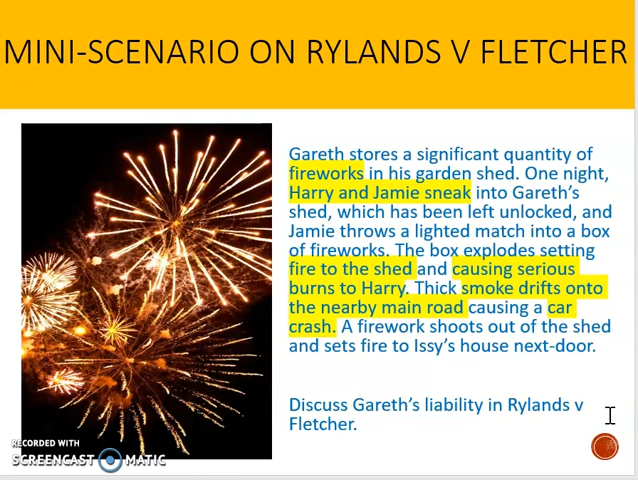 MINI-SCENARIO ON RYLANDS V FLETCHER
Gareth stores a significant quantity of
fireworks in his garden shed. One night,
Harry and Jamie sneak into Gareth's
shed, which has been left unlocked, and
Jamie throws a lighted match into a box
of fireworks. The box explodes setting
fire to the shed and causing serious
burns to Harry. Thick smoke drifts onto
the nearby main road causing a car
crash. A firework shoots out of the shed
and sets fire to Issy's house next-door.
Discuss Gareth's liability in Rylands v
Fletcher.
RECORDED WITH
SCREENCAST MATIC